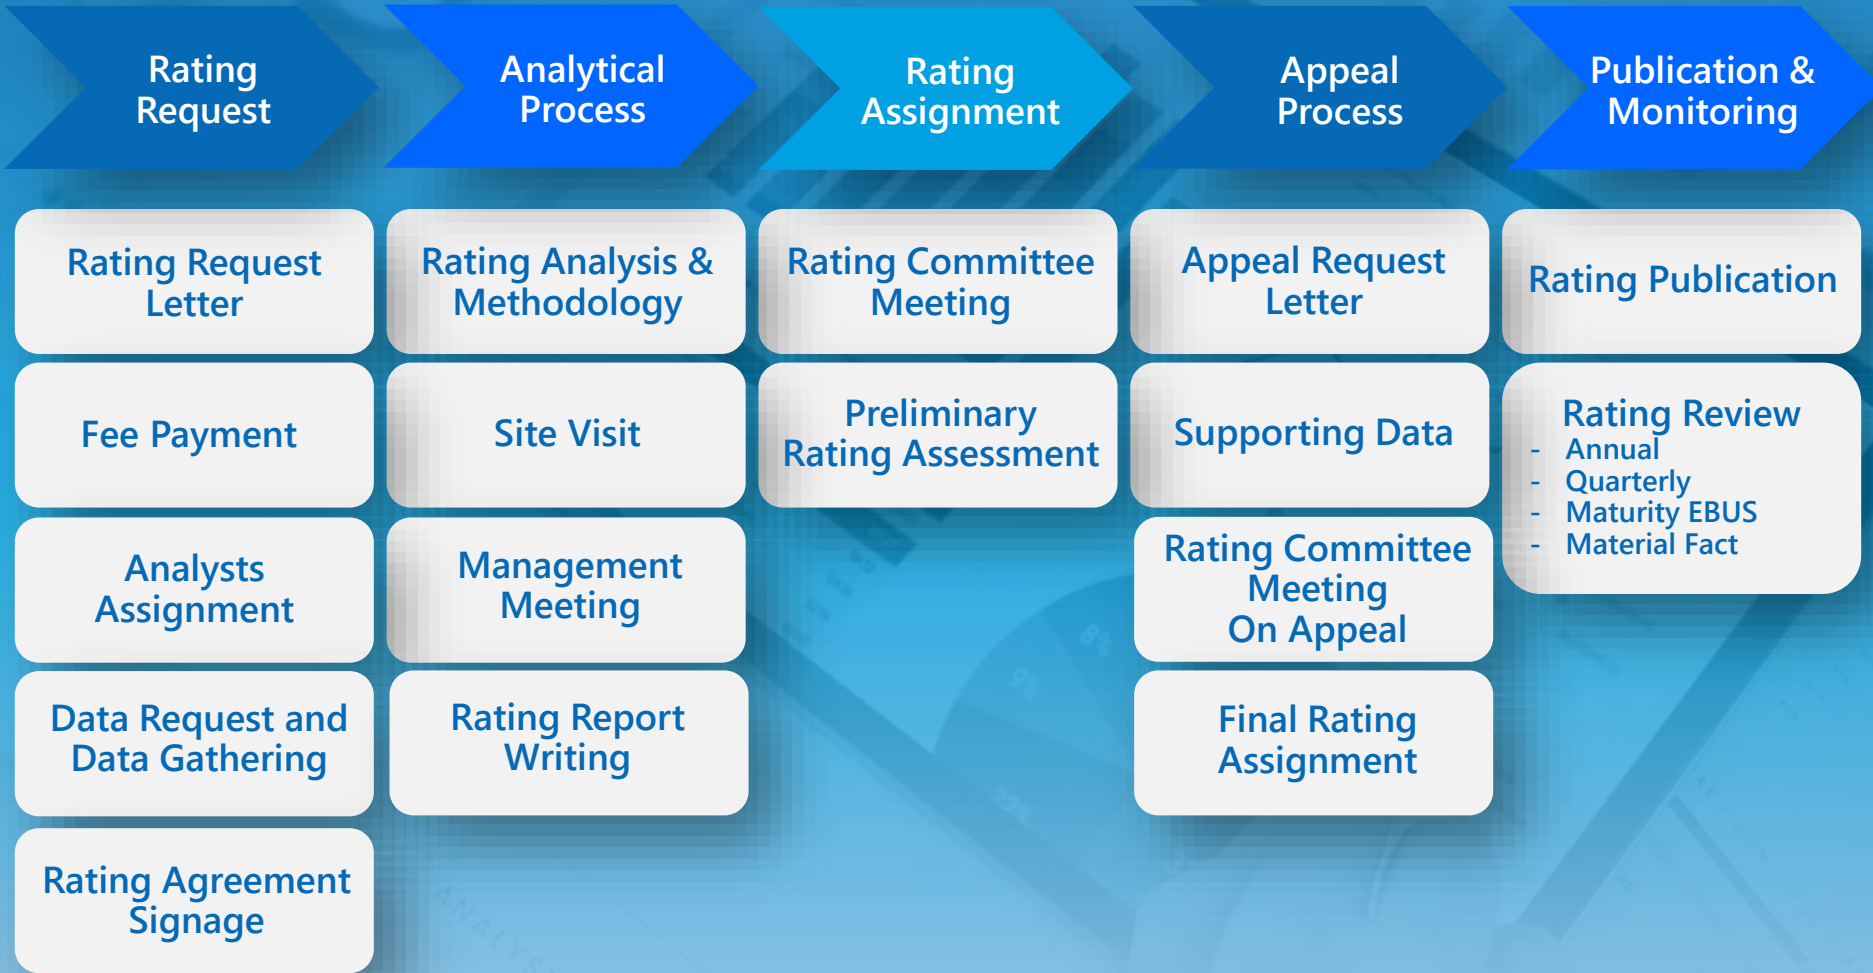 Rating
Request
Analytical
Process
Rating
Assignment
Appeal
Process
Publication &
Monitoring
Rating Request
Letter
Fee Payment
Analysts
Assignment
Data Request and
Data Gathering
Rating Agreement
Signage
Rating Analysis &
Methodology
Site Visit
Management
Meeting
Rating Report
Writing
Rating Committee
Meeting
Preliminary
Rating Assessment
Appeal Request
Letter
Supporting Data
Rating Committee
Meeting
On Appeal
Final Rating
Assignment
Rating Publication
Rating Review
- Annual
- Quarterly
- Maturity EBUS
- Material Fact
8%
9%
22%